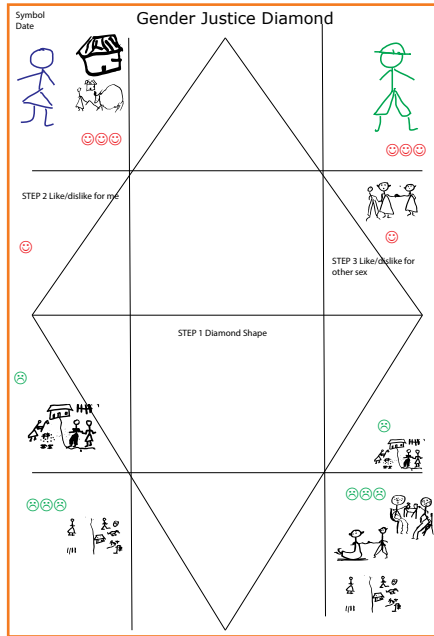 Symbol
Date
Gender Justice Diamond
STEP 2 Like/dislike for me
STEP 3 Like/dislike for
other sex
STEP 1 Diamond Shape